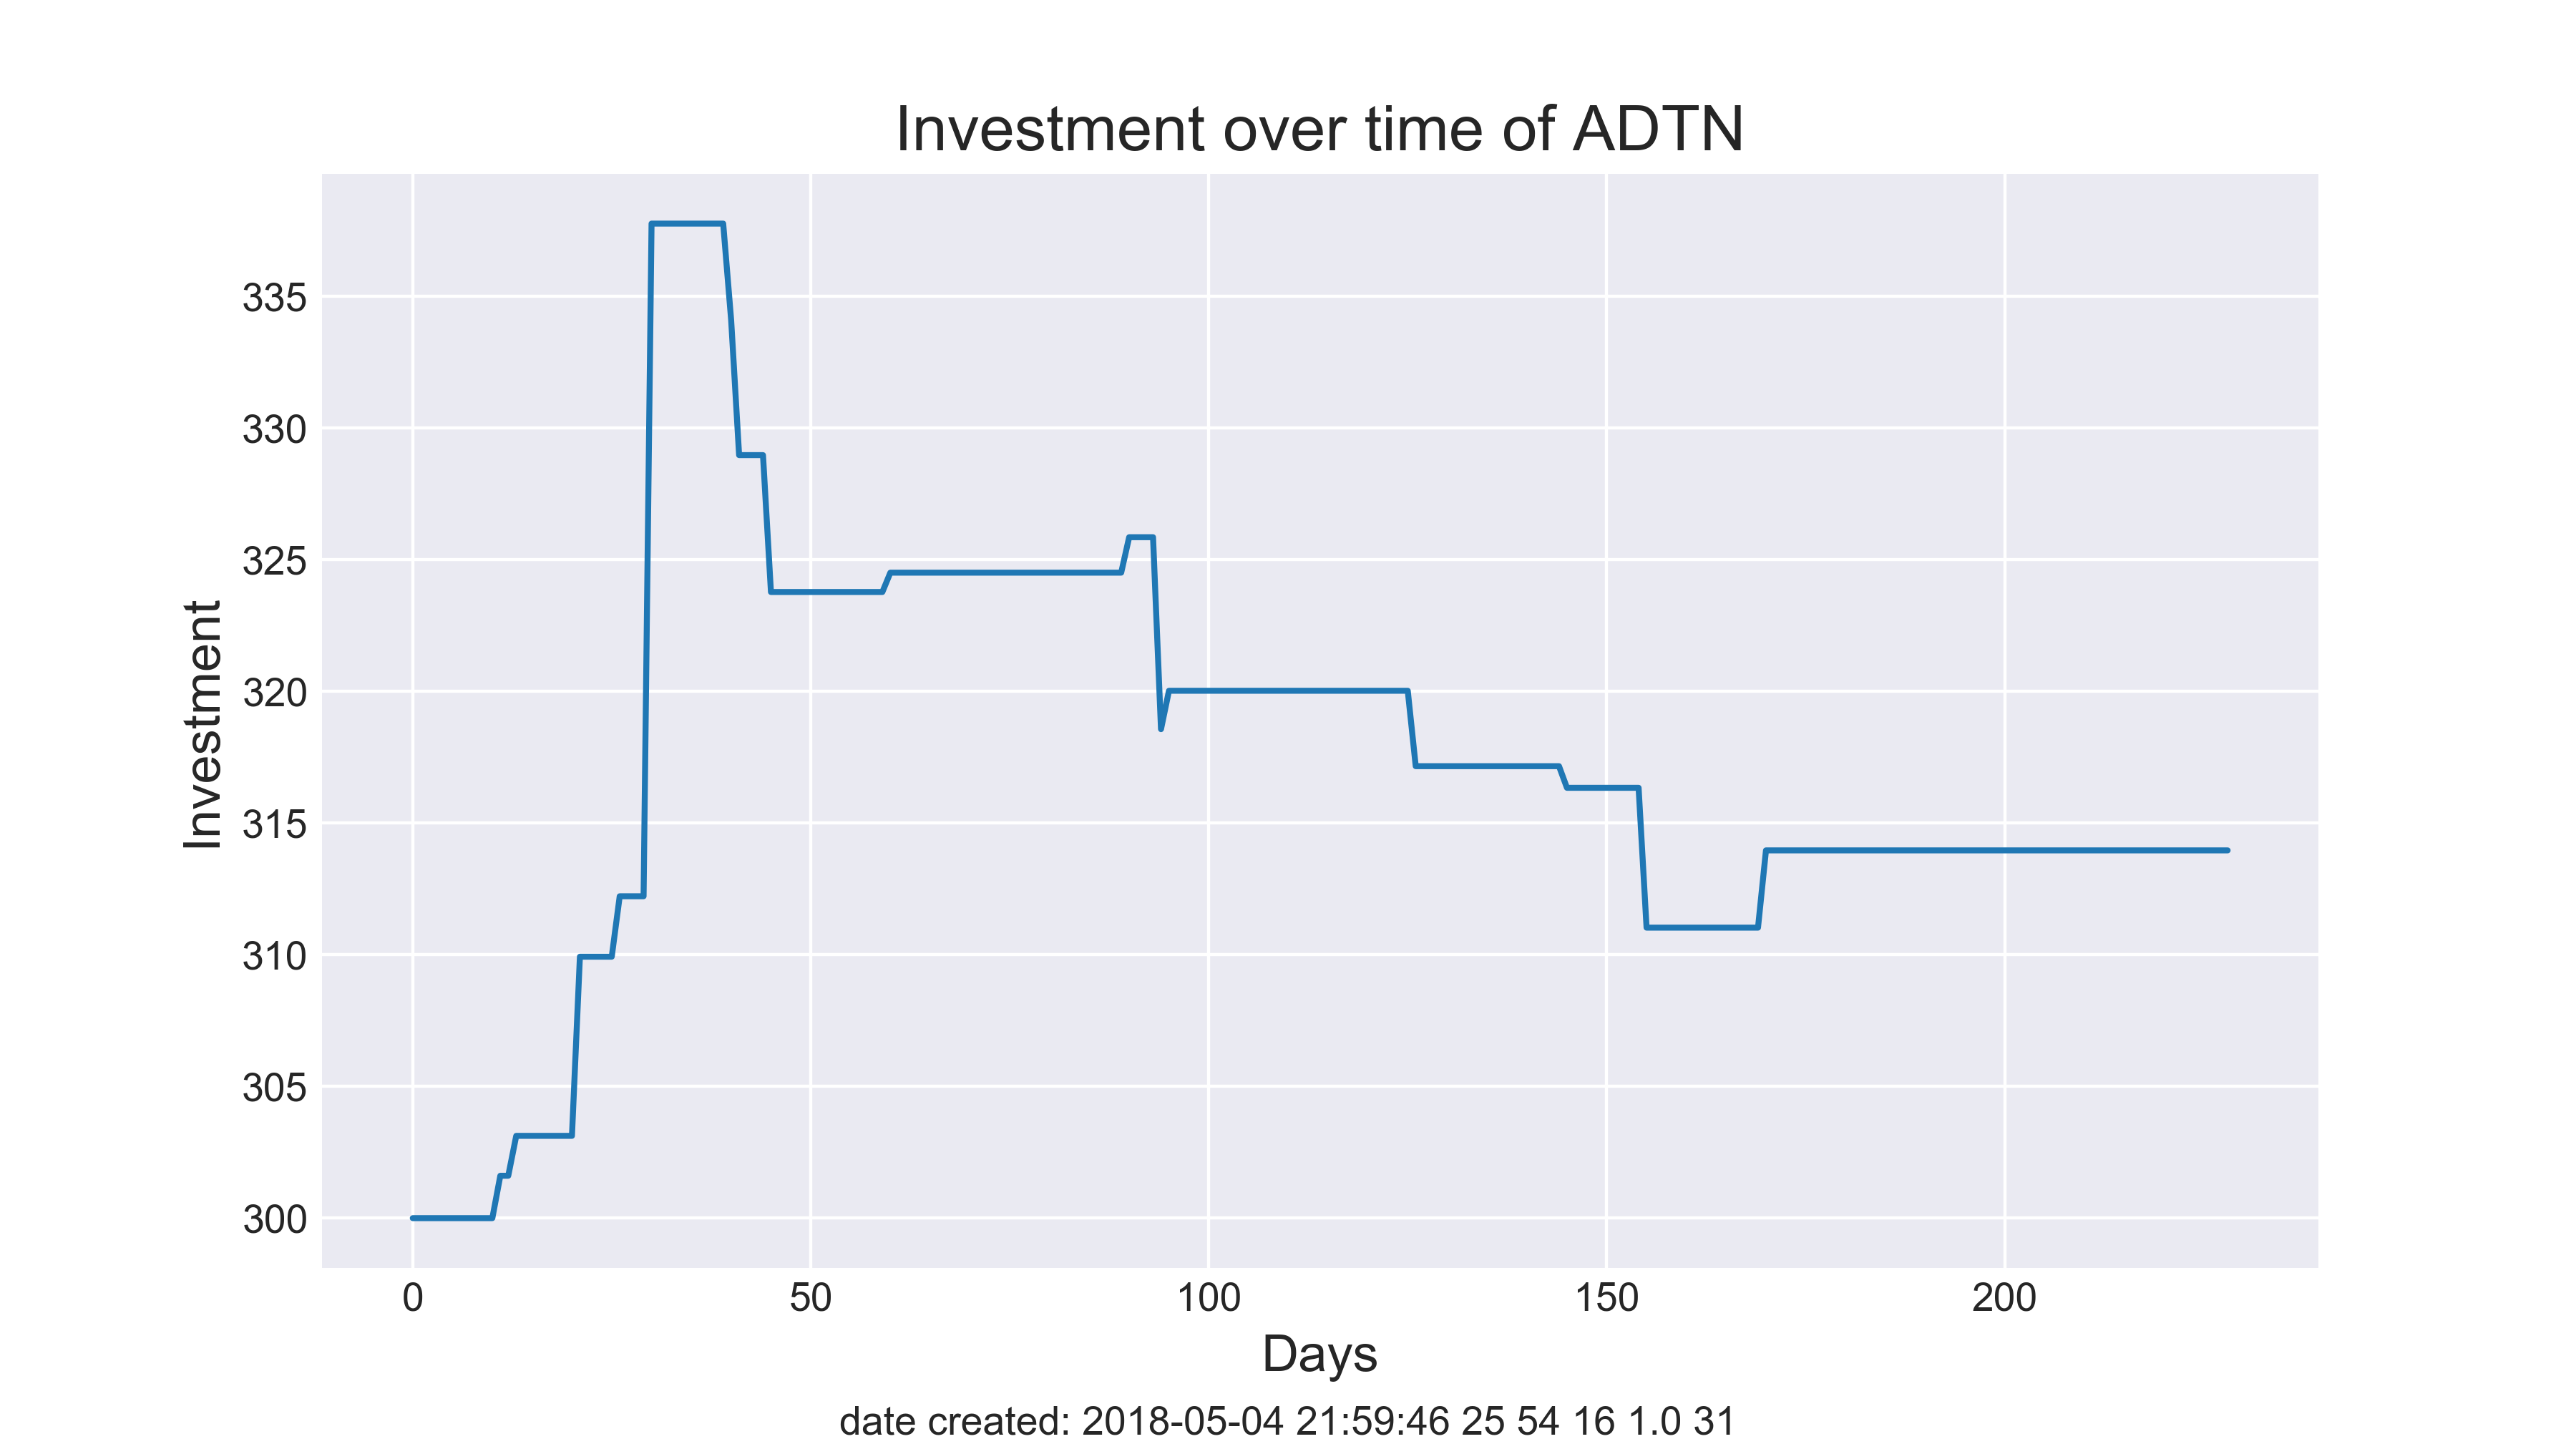 Investment over time of ADTN
Investment
335
330
325
320
315
310
305
300
0 50 100 150 200
Days
date created: 2018-05-04 21:59:46 25 54 16 1.0 31